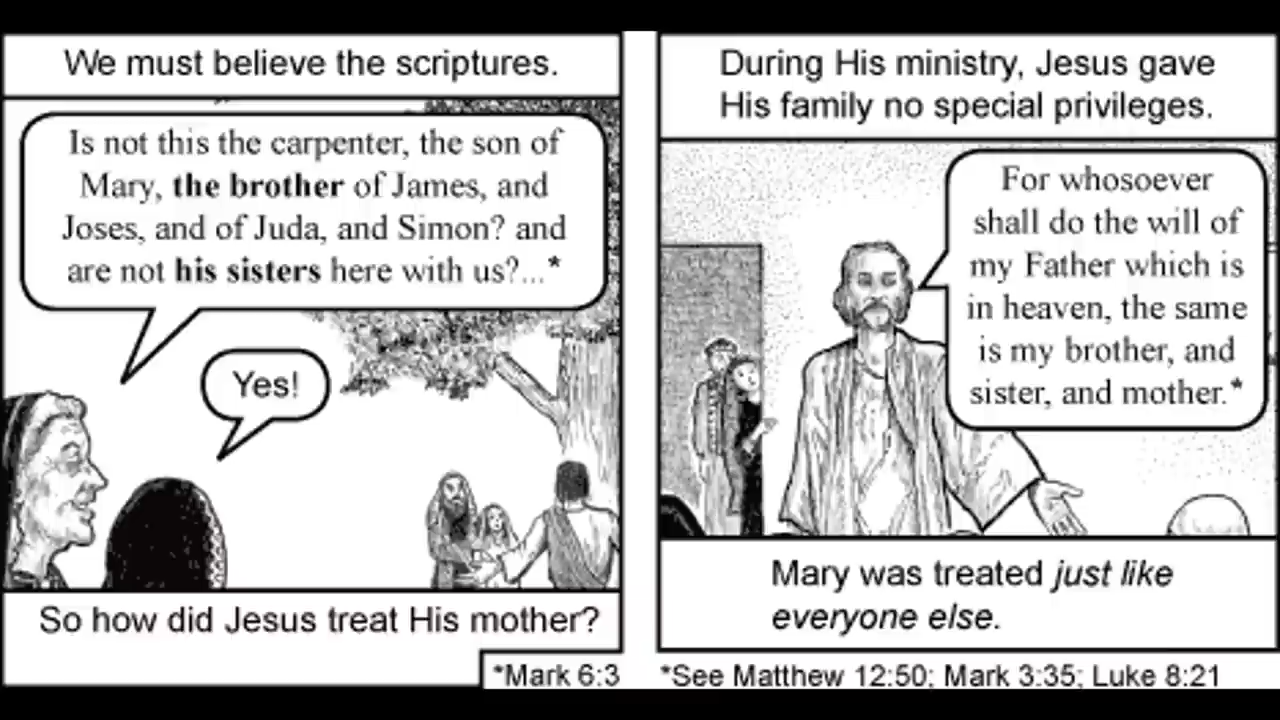 We must believe the scriptures.
Is not this the carpenter, the son of
Mary, the brother of James, and
Joses, and of Juda, and Simon? and
are not his sisters here with us?...*
Yes!
So how did Jesus treat His mother?
*Mark 6:3
During His ministry, Jesus gave
His family no special privileges.
For whosoever
shall do the will of
my Father which is
in heaven, the same
is my brother, and
sister, and mother.*
Mary was treated just like
everyone else.
*See Matthew 12:50; Mark 3:35; Luke 8:21